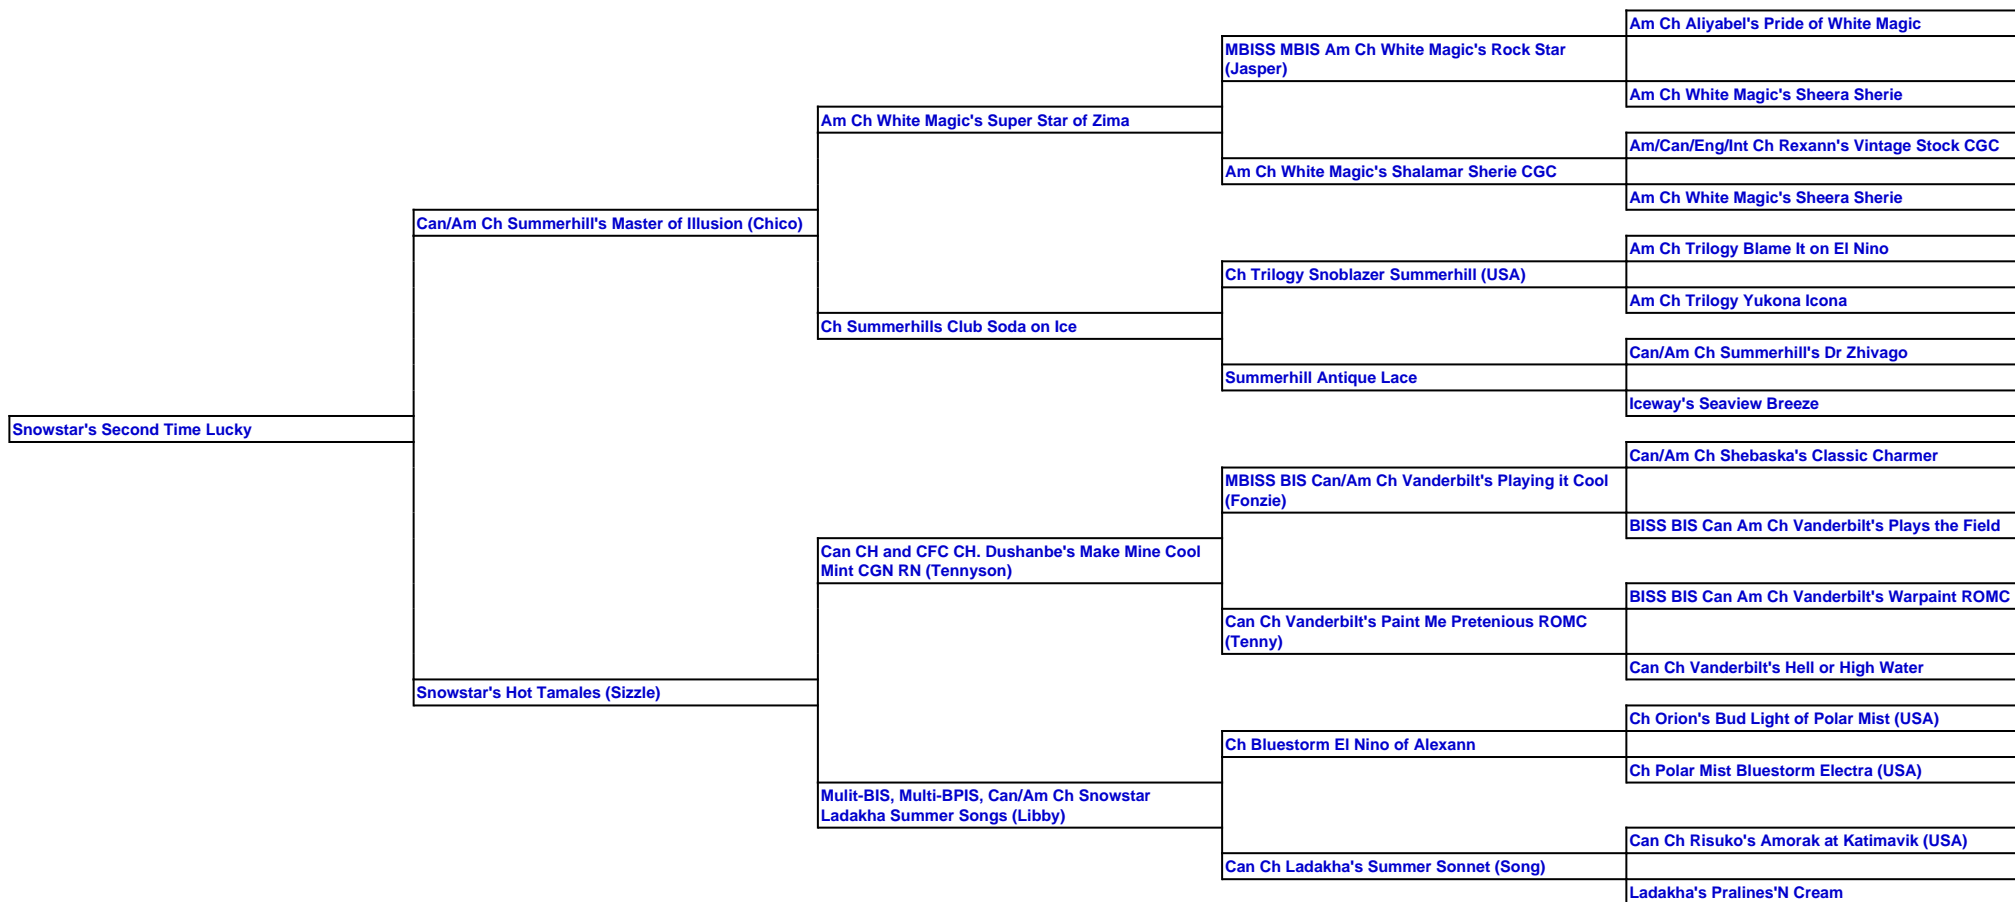 Am Ch Aliyabel's Pride of White Magic
MBISS MBIS Am Ch White Magic's Rock Star
(Jasper)
Am Ch White Magic's Sheera Sherie
Am Ch White Magic's Super Star of Zima
Am/Can/Eng/Int Ch Rexann's Vintage Stock CGC
Am Ch White Magic's Shalamar Sherie CGC
Am Ch White Magic's Sheera Sherie
Can/Am Ch Summerhill's Master of Illusion (Chico)
Am Ch Trilogy Blame It on El Nino
Ch Trilogy Snoblazer Summerhill (USA)
Am Ch Trilogy Yukona Icona
Ch Summerhills Club Soda on Ice
Can/Am Ch Summerhill's Dr Zhivago
Summerhill Antique Lace
Iceway's Seaview Breeze
Snowstar's Second Time Lucky
Can/Am Ch Shebaska's Classic Charmer
MBISS BIS Can/Am Ch Vanderbilt's Playing it Cool
(Fonzie)
BISS BIS Can Am Ch Vanderbilt's Plays the Field
Can CH and CFC CH. Dushanbe's Make Mine Cool
Mint CGN RN (Tennyson)
BISS BIS Can Am Ch Vanderbilt's Warpaint ROMC
Can Ch Vanderbilt's Paint Me Pretenious ROMC
(Tenny)
Can Ch Vanderbilt's Hell or High Water
Snowstar's Hot Tamales (Sizzle)
Ch Orion's Bud Light of Polar Mist (USA)
Ch Bluestorm El Nino of Alexann
Ch Polar Mist Bluestorm Electra (USA)
Mulit-BIS, Multi-BPIS, Can/Am Ch Snowstar
Ladakha Summer Songs (Libby)
Can Ch Risuko's Amorak at Katimavik (USA)
Can Ch Ladakha's Summer Sonnet (Song)
Ladakha's Pralines'N Cream